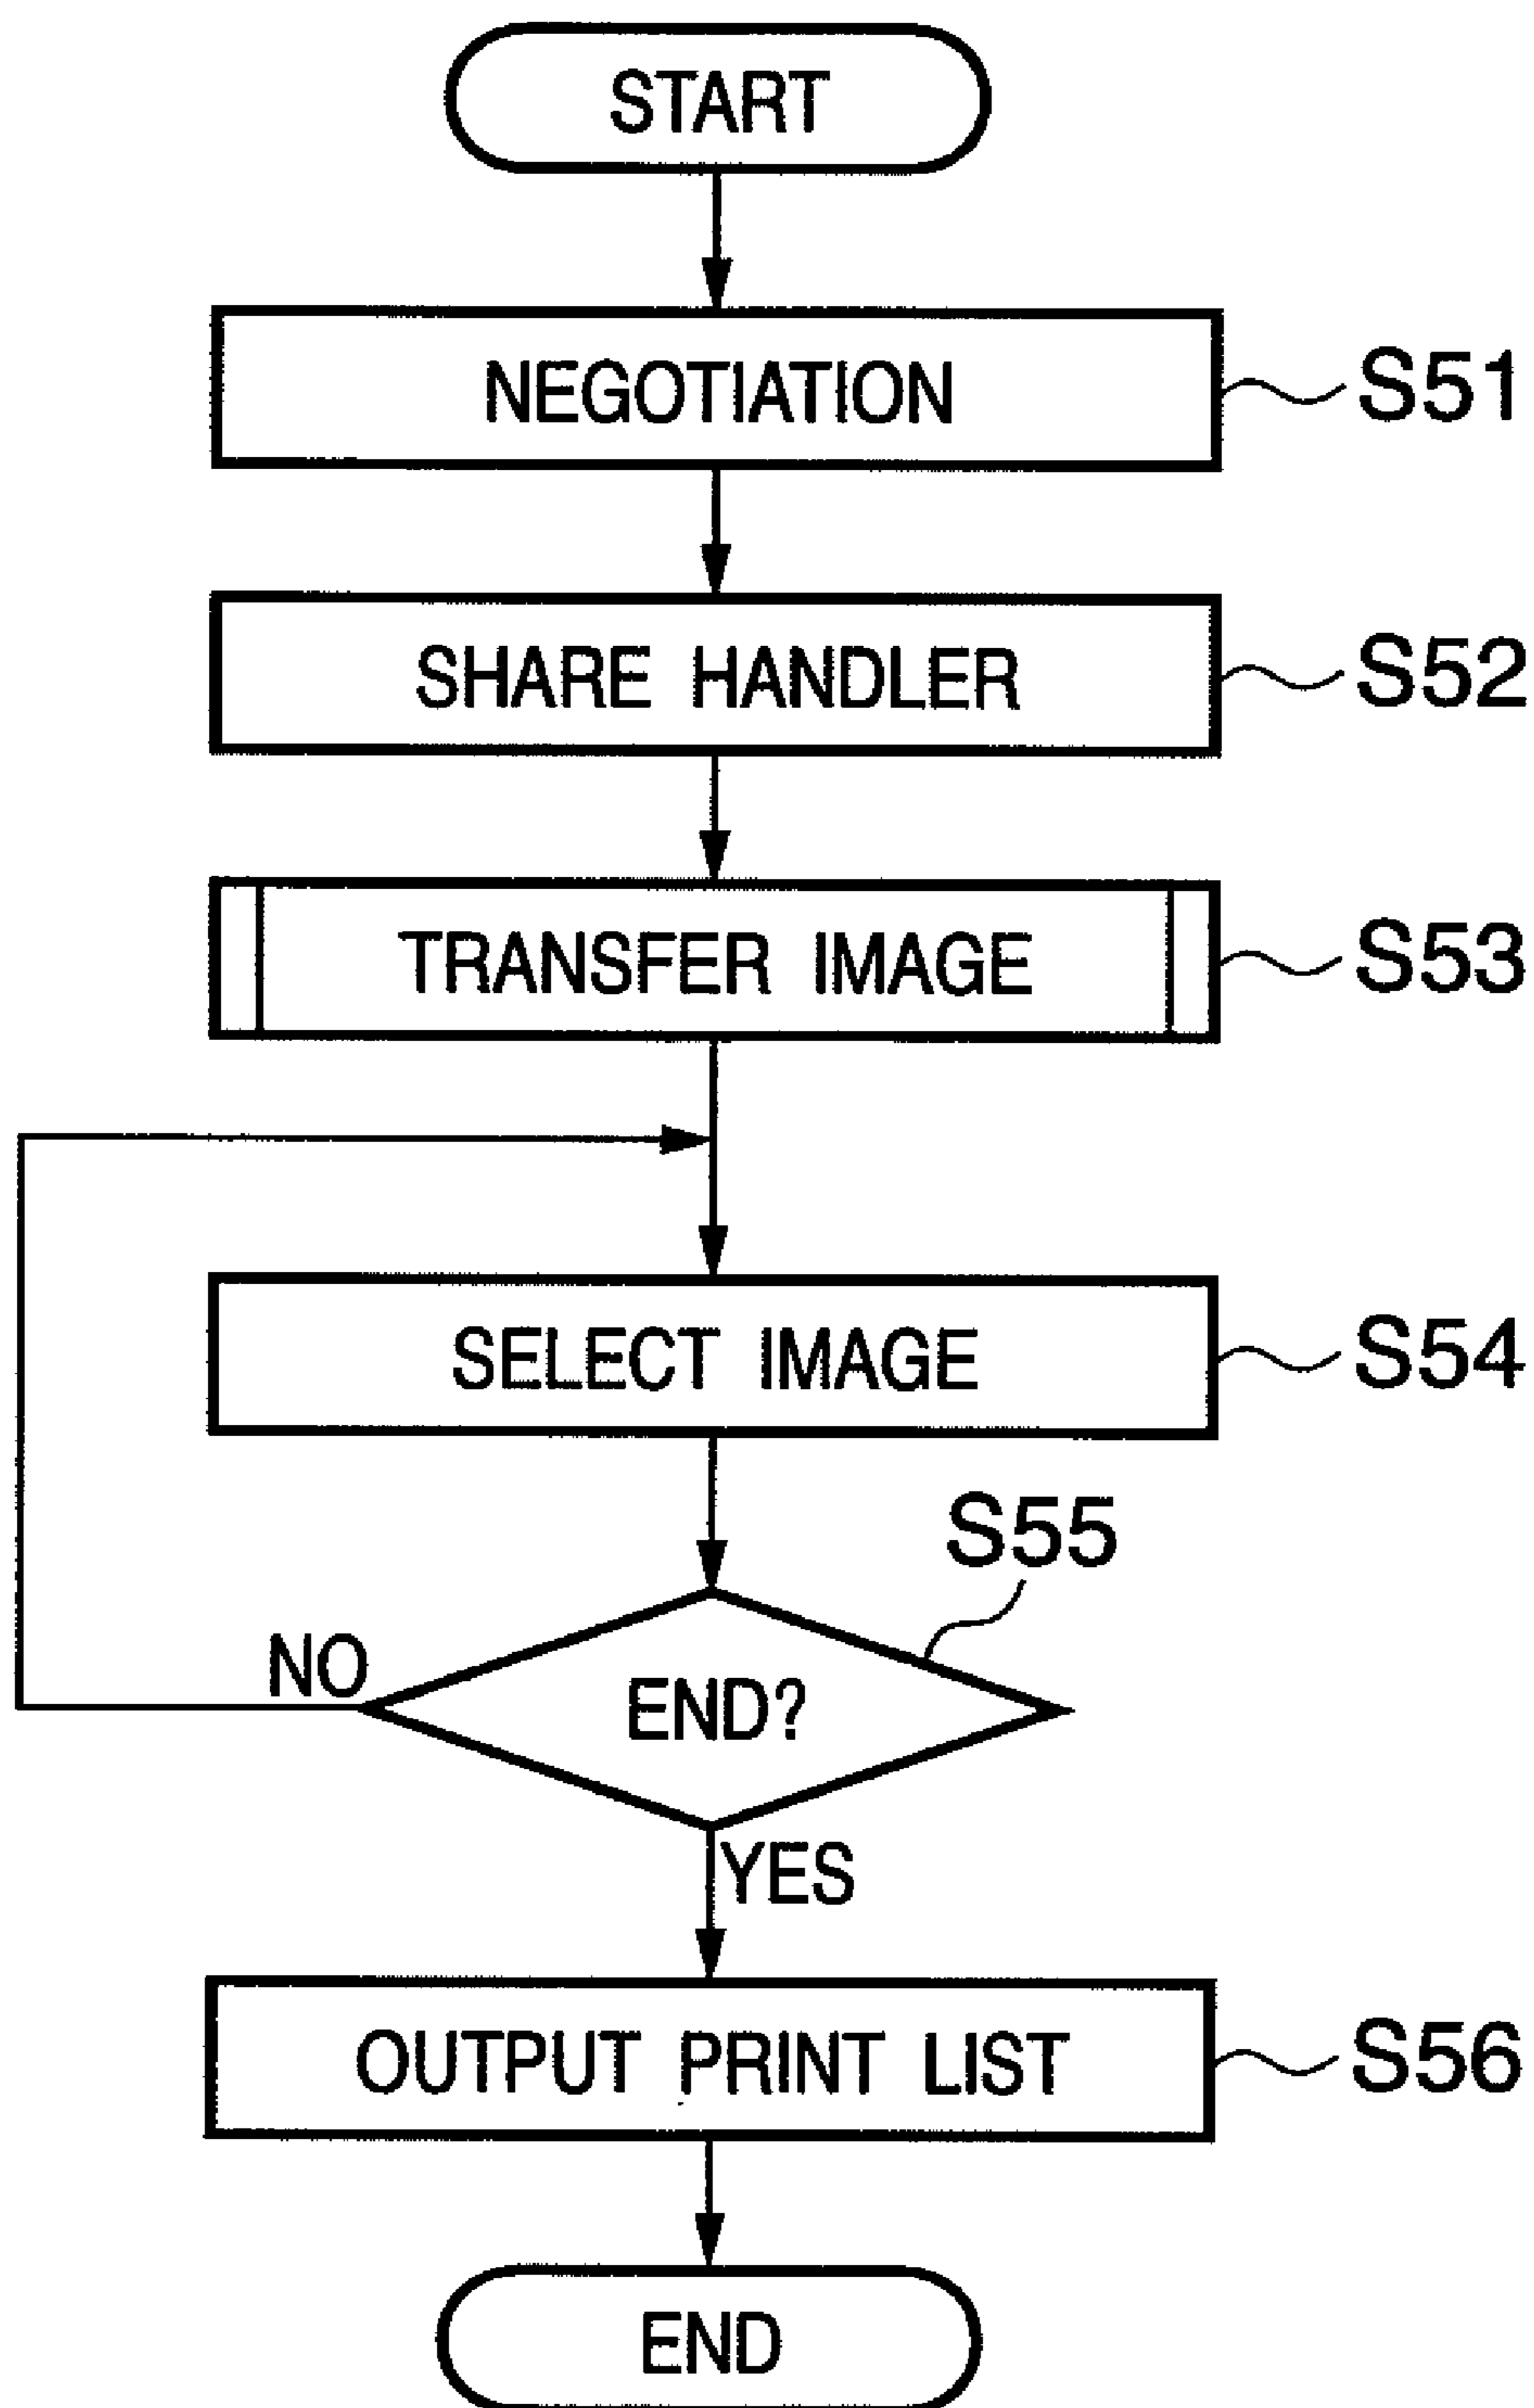 START
NEGOTIATION S51
SHARE HANDLER S52
TRANSFER IMAGE S53
SELECT IMAGE S54
S55
NO
END?
YES
OUTPUT PRINT LIST S56
END